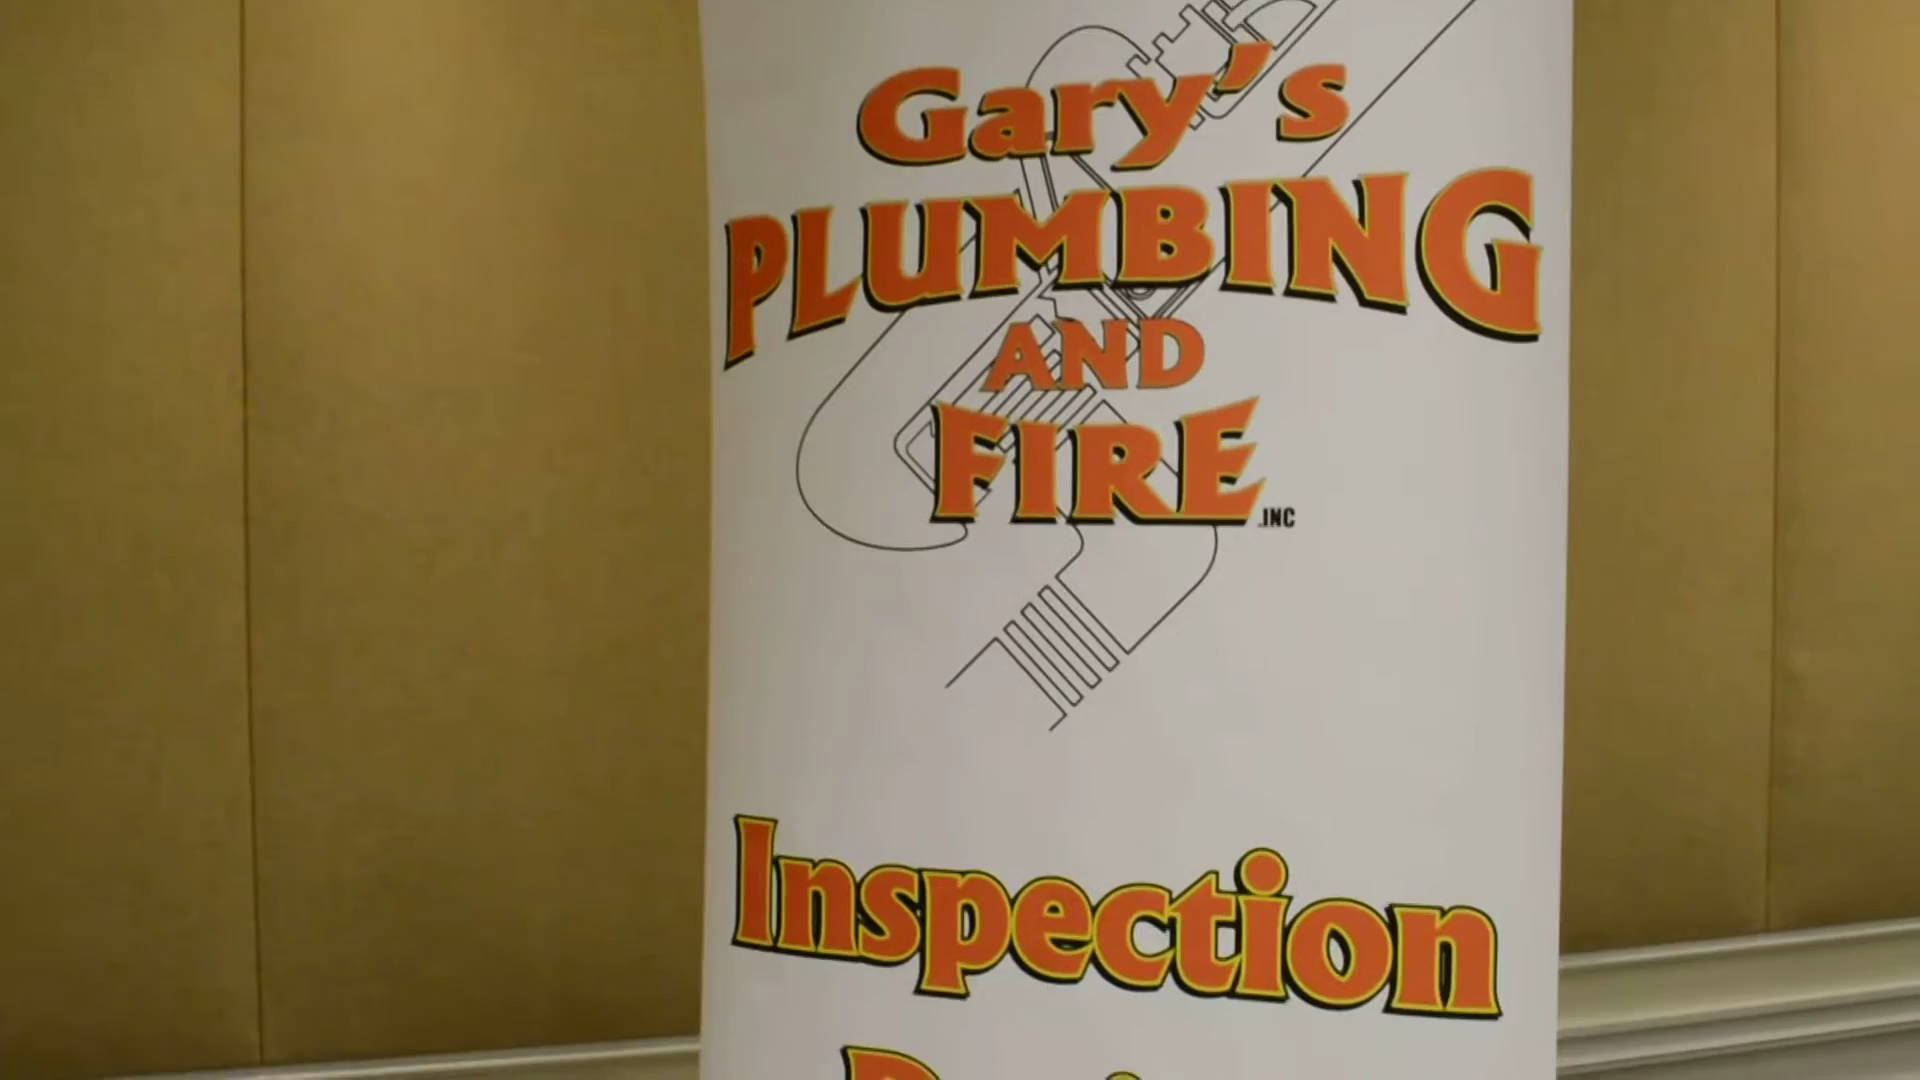 Gary's
PLUMBING
AND
FIRE .INC
Inspection